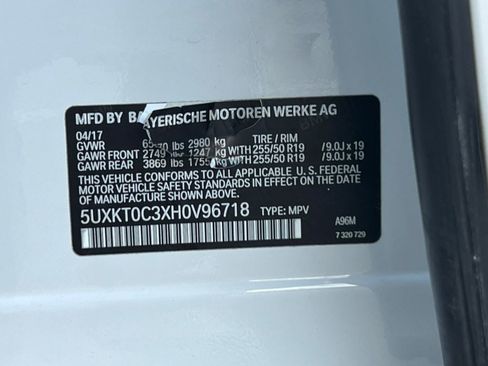 MFD BY BAYERISCHE MOTOREN WERKE AG
04/17 TIRE / RIM
GVWR lbs 2980 kg
GAWR FRONT 2749 lbs 1247 kg WITH 255/50 R19 /9.0J x 19
GAWR REAR 3869 lbs 1755 kg WITH 255/50 R19 /9.0J x 19
THIS VEHICLE CONFORMS TO ALL APPLICABLE U. S. FEDERAL
MOTOR VEHICLE SAFETY STANDARDS IN EFFECT ON THE
DATE OF MANUFACTURE SHOWN ABOVE.
5UXKT0C3XH0V96718 TYPE: MPV
A96M
7 320 729